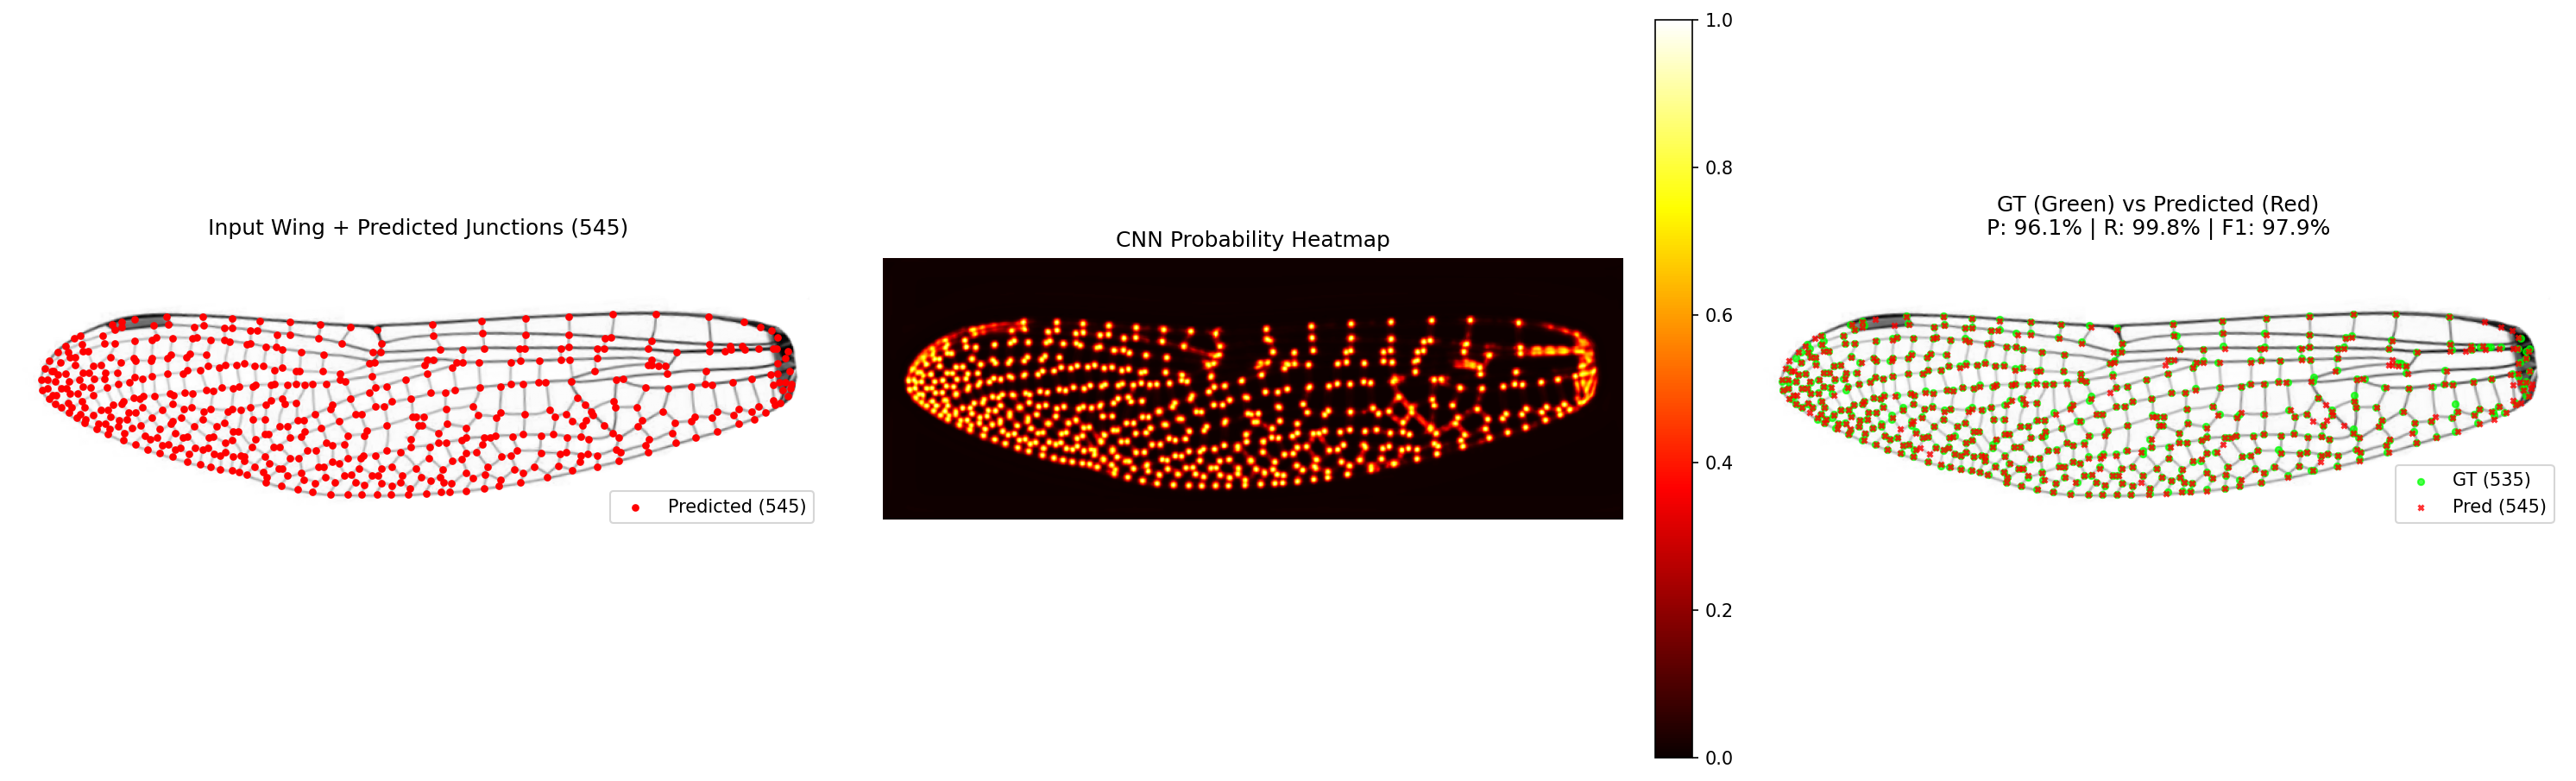 Input Wing + Predicted Junctions (545)
Predicted (545)
CNN Probability Heatmap
1.0
0.8
0.6
0.4
0.2
0.0
GT (Green) vs Predicted (Red)
P: 96.1% | R: 99.8% | F1: 97.9%
GT (535)
Pred (545)